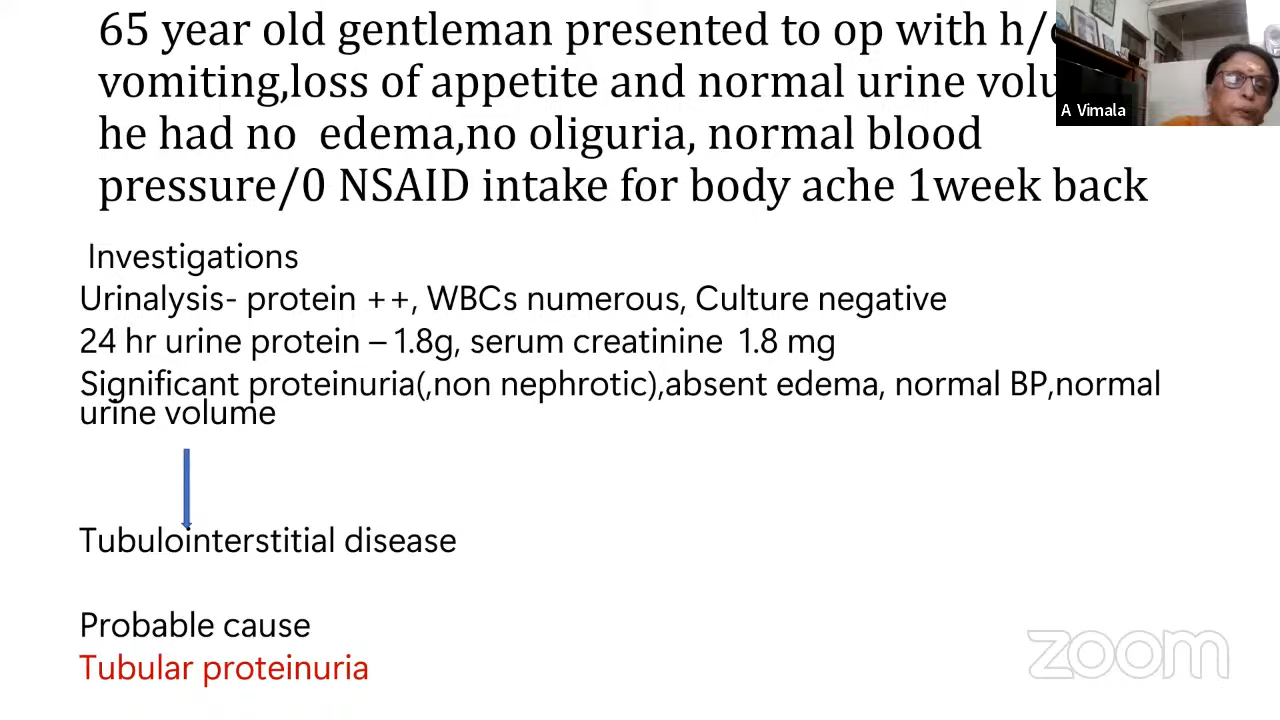 65 year old gentleman presented to op with h/
vomiting,loss of appetite and normal urine
he had no edema,no oliguria, normal blood
pressure/0 NSAID intake for body ache 1week back
A Vimala
Investigations
Urinalysis- protein ++, WBCs numerous, Culture negative
24 hr urine protein – 1.8g, serum creatinine 1.8 mg
Significant proteinuria(,non nephrotic),absent edema, normal BP,normal
urine volume
Tubulointerstitial disease
Probable cause
Tubular proteinuria
zoom